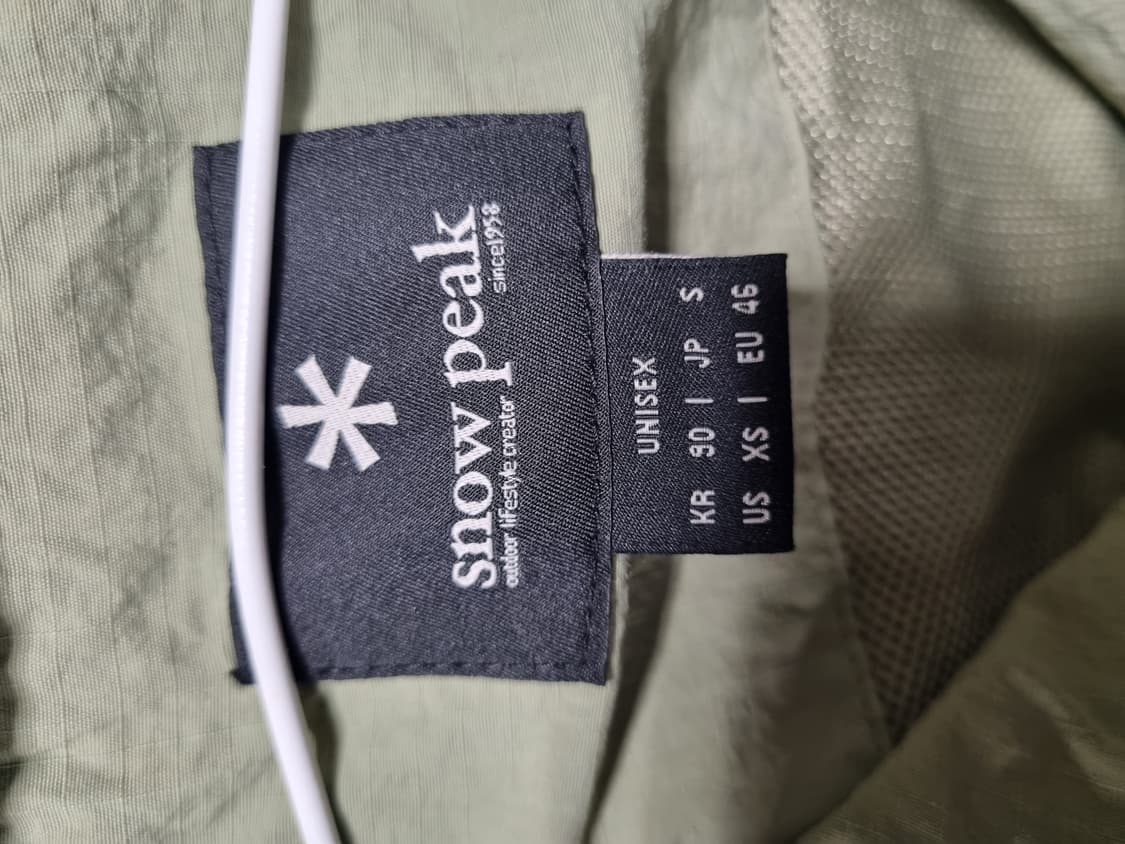 snow peak
outdoor lifestyle creator since1958
UNISEX
KR 90 | JP S
US XS | EU 46